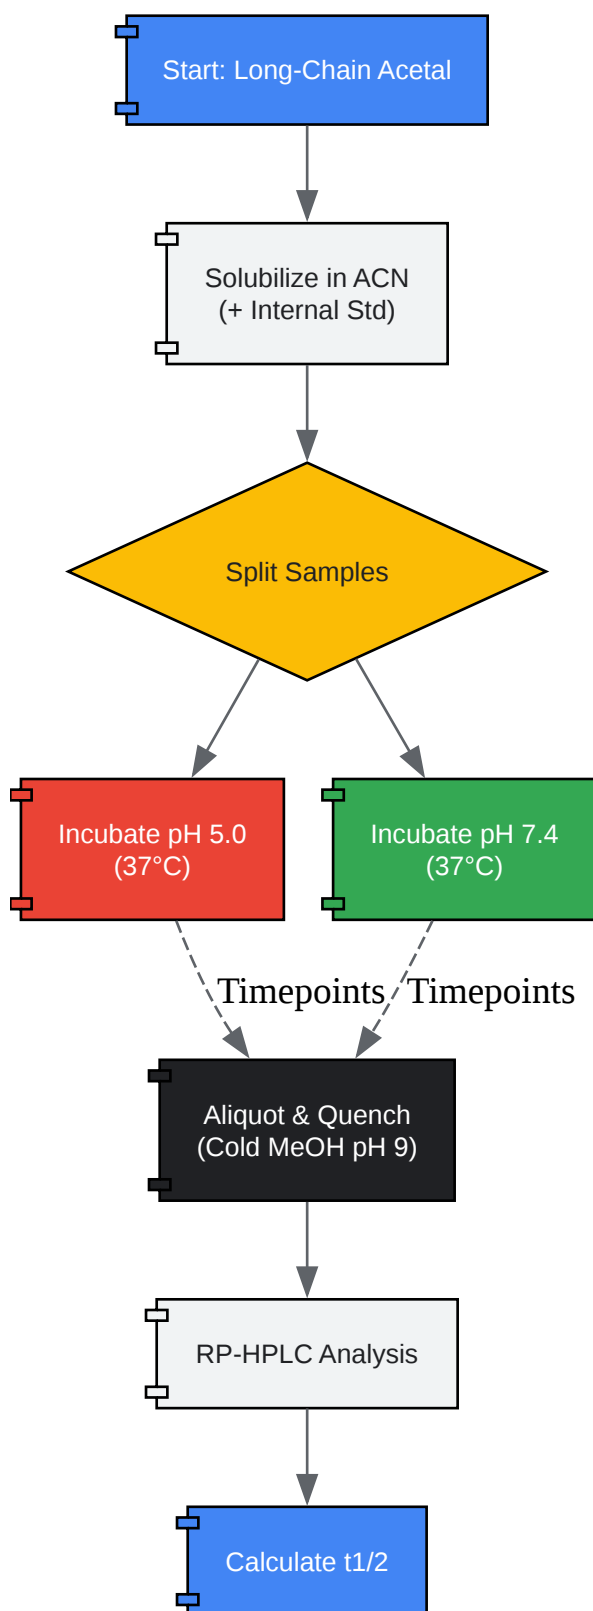 Start: Long-Chain Acetal
Solubilize in ACN
(+ Internal Std)
Split Samples
Incubate pH 5.0
(37°C)
Incubate pH 7.4
(37°C)
Timepoints
Timepoints
Aliquot & Quench
(Cold MeOH pH 9)
RP-HPLC Analysis
Calculate t1/2